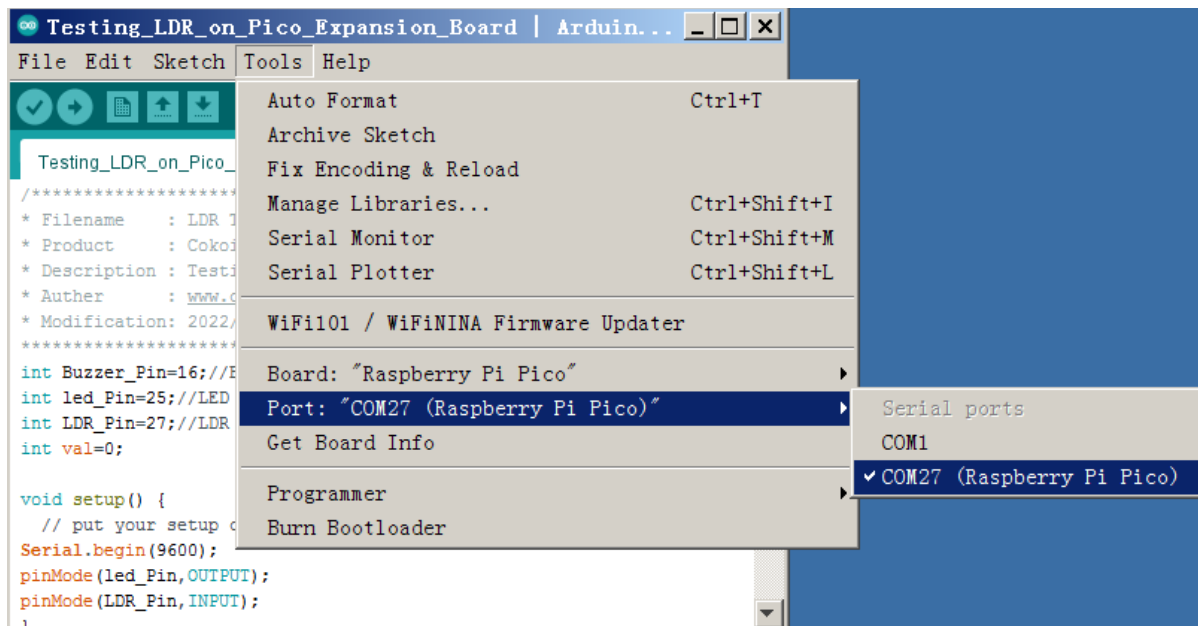 Testing_LDR_on_Pico_Expansion_Board | Arduin...
File Edit Sketch Tools Help
Testing_LDR_on_Pico_
Auto Format Ctrl+T
Archive Sketch
Fix Encoding & Reload
Manage Libraries... Ctrl+Shift+I
Serial Monitor Ctrl+Shift+M
Serial Plotter Ctrl+Shift+L
WiFi101 / WiFiNINA Firmware Updater
Board: "Raspberry Pi Pico"
Port: "COM27 (Raspberry Pi Pico)"
Get Board Info
Programmer
Burn Bootloader
Serial ports
COM1
COM27 (Raspberry Pi Pico)
/*********************
* Filename : LDR
* Product : Cokoi
* Description : Testi
* Auther : www.
* Modification: 2022/
*********************
int Buzzer_Pin=16;//
int led_Pin=25;//LED
int LDR_Pin=27;//LDR
int val=0;
void setup() {
// put your setup
Serial.begin(9600);
pinMode(led_Pin,OUTPUT);
pinMode(LDR_Pin,INPUT);